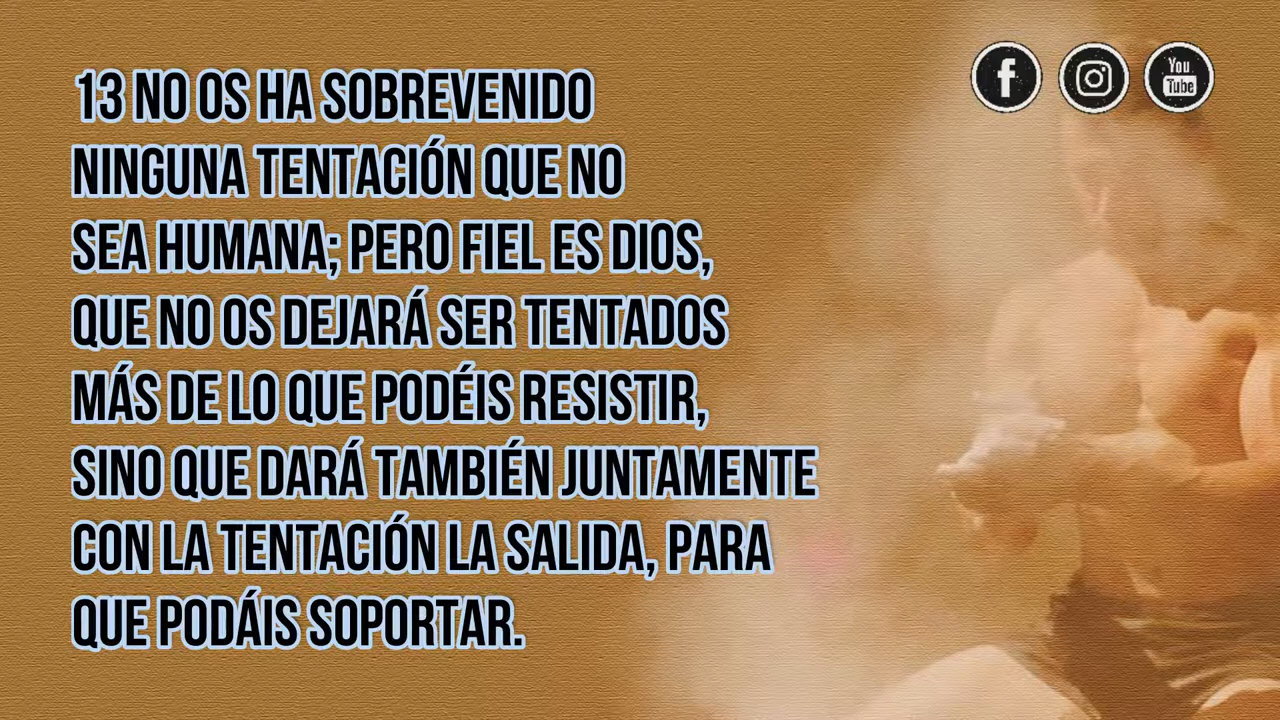 13 NO OS HA SOBREVENIDO
NINGUNA TENTACIÓN QUE NO
SEA HUMANA; PERO FIEL ES DIOS,
QUE NO OS DEJARÁ SER TENTADOS
MÁS DE LO QUE PODÉIS RESISTIR,
SINO QUE DARÁ TAMBIÉN JUNTAMENTE
CON LA TENTACIÓN LA SALIDA, PARA
QUE PODÁIS SOPORTAR.
f
You
Tube